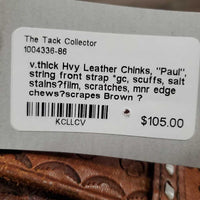 The Tack Collector
1004336-86
v.thick Hvy Leather Chinks, "Paul",
string front strap *gc, scuffs, salt
stains?film, scratches, mnr edge
chews?scrapes Brown ?
KCLLCV
$105.00